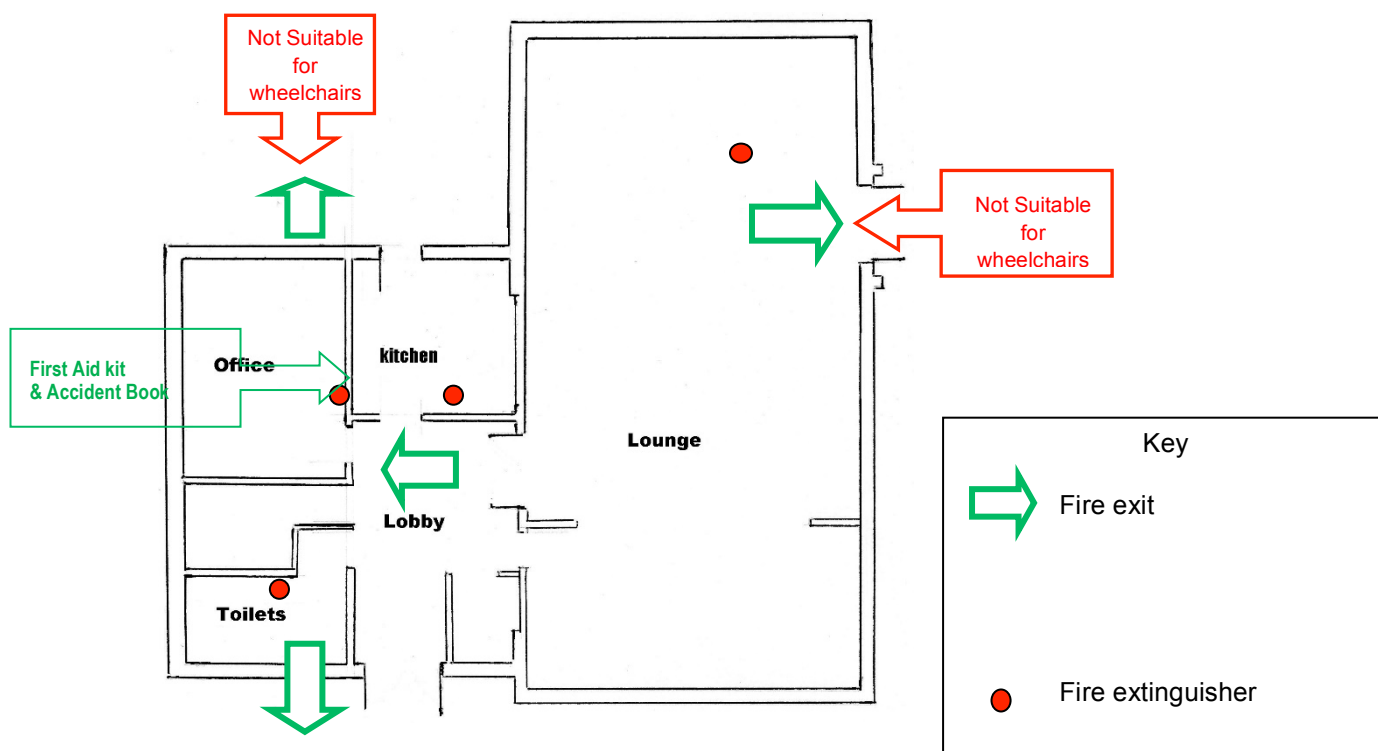 Not Suitable
for
wheelchairs
Not Suitable
for
wheelchairs
First Aid kit
& Accident Book
Office
kitchen
Lounge
Lobby
Toilets
Key
Fire exit
Fire extinguisher